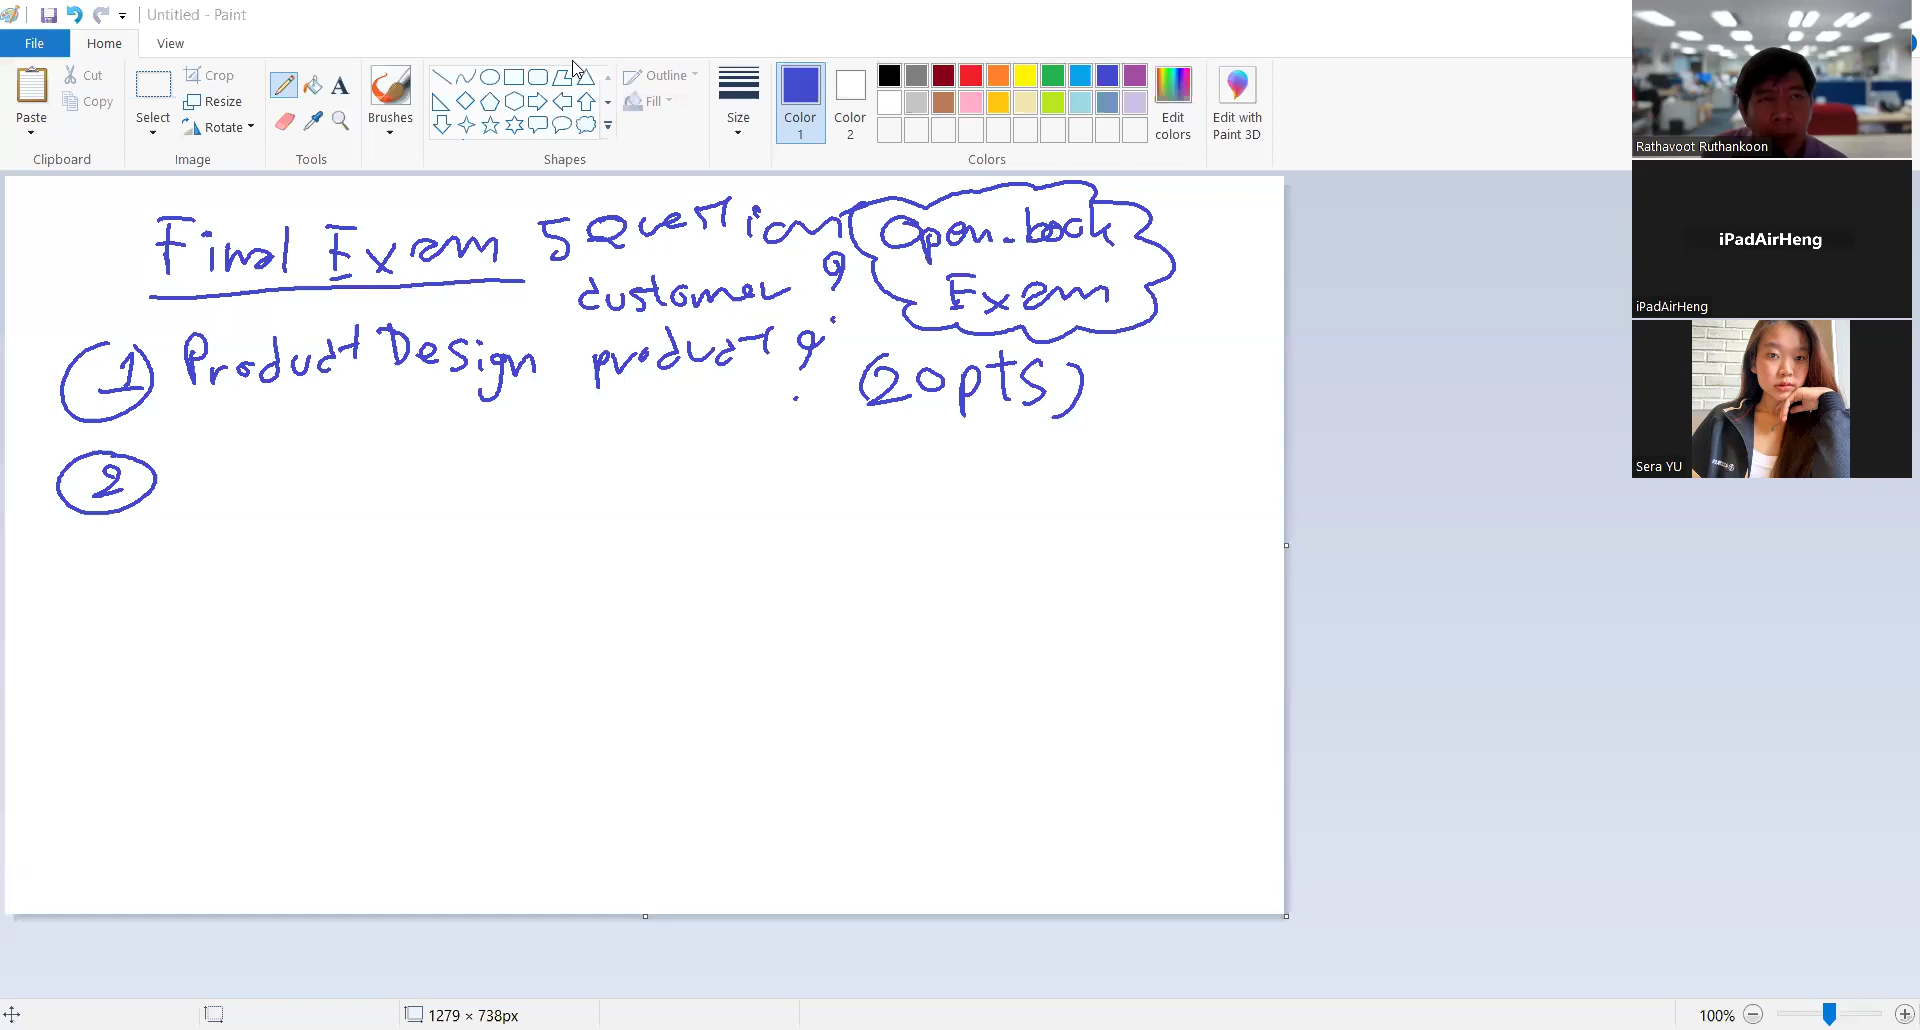 Untitled - Paint
File Home View
Paste
Cut
Copy
Clipboard
Select
Crop
Resize
Rotate
Image
Tools
Brushes
Shapes
Outline
Fill
Size
Color 1
Color 2
Colors
Edit colors
Edit with Paint 3D
Final Exam 5 Question Open-book
customer ? Exam
1 Product Design product ? (20pts)
2
Rathavoot Ruthankoon
iPadAirHeng
iPadAirHeng
Sera YU
1279 × 738px
100%